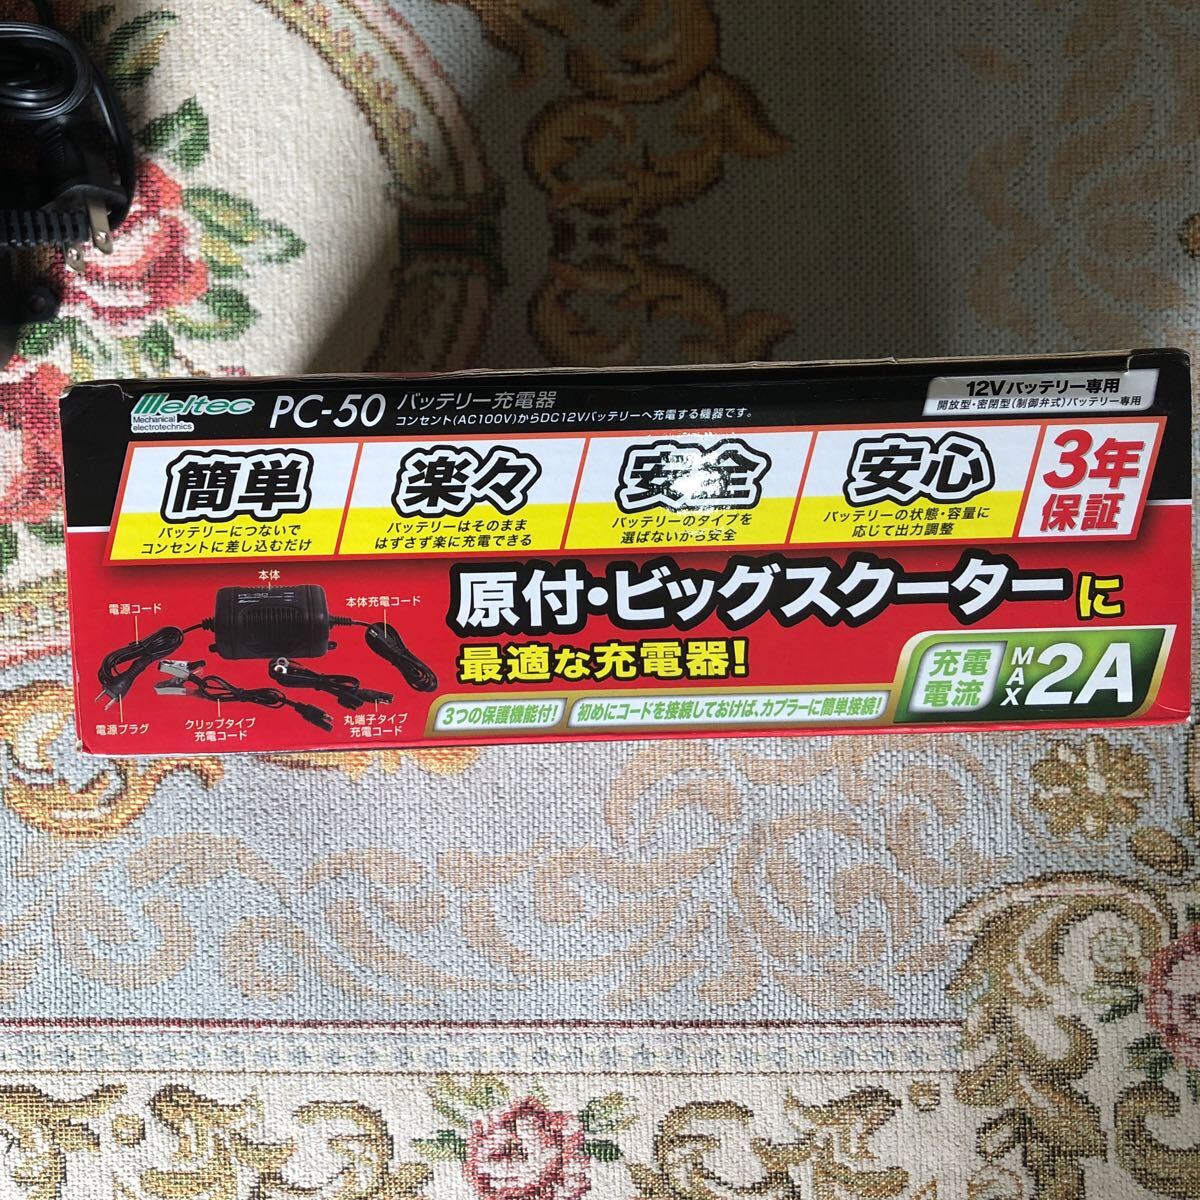 Meltec
Mechanical
electrotechnics
PC-50 バッテリー充電器
コンセント(AC100V)からDC12Vバッテリーへ充電する機器です。
12Vバッテリー専用
開放型・密閉型(制御弁式)バッテリー専用
簡単
バッテリーにつないで
コンセントに差し込むだけ
楽々
バッテリーはそのまま
はずさず楽に充電できる
安全
バッテリーのタイプを
選ばないから安全
安心
バッテリーの状態・容量に
応じて出力調整
3年
保証
本体
電源コード
本体充電コード
PC-50
電源プラグ
クリップタイプ
充電コード
丸端子タイプ
充電コード
原付・ビッグスクーターに
最適な充電器!
3つの保護機能付!
初めにコードを接続しておけば、カプラーに簡単接続!
充電
電流
MAX 2A